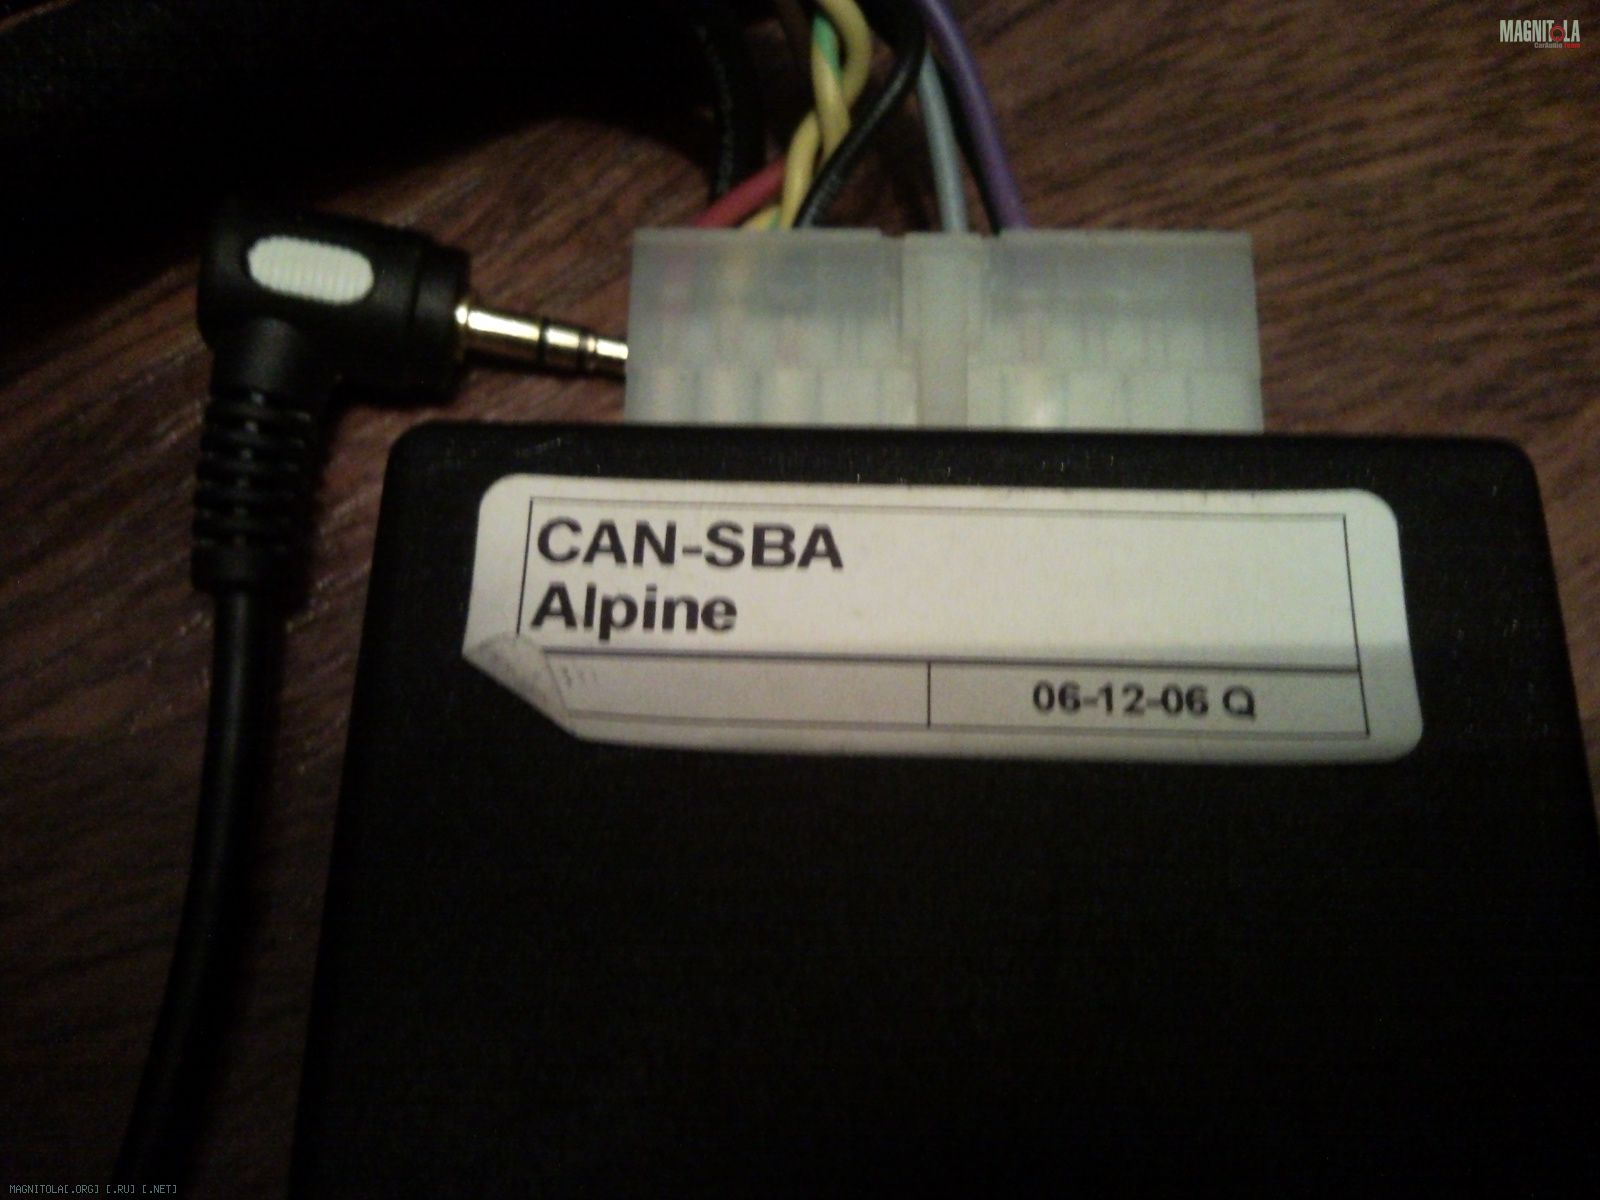 MAGNITOLA
CAN-SBA
Alpine
06-12-06 Q
MAGNITOLA[.ORG] [.RU] [.NET]